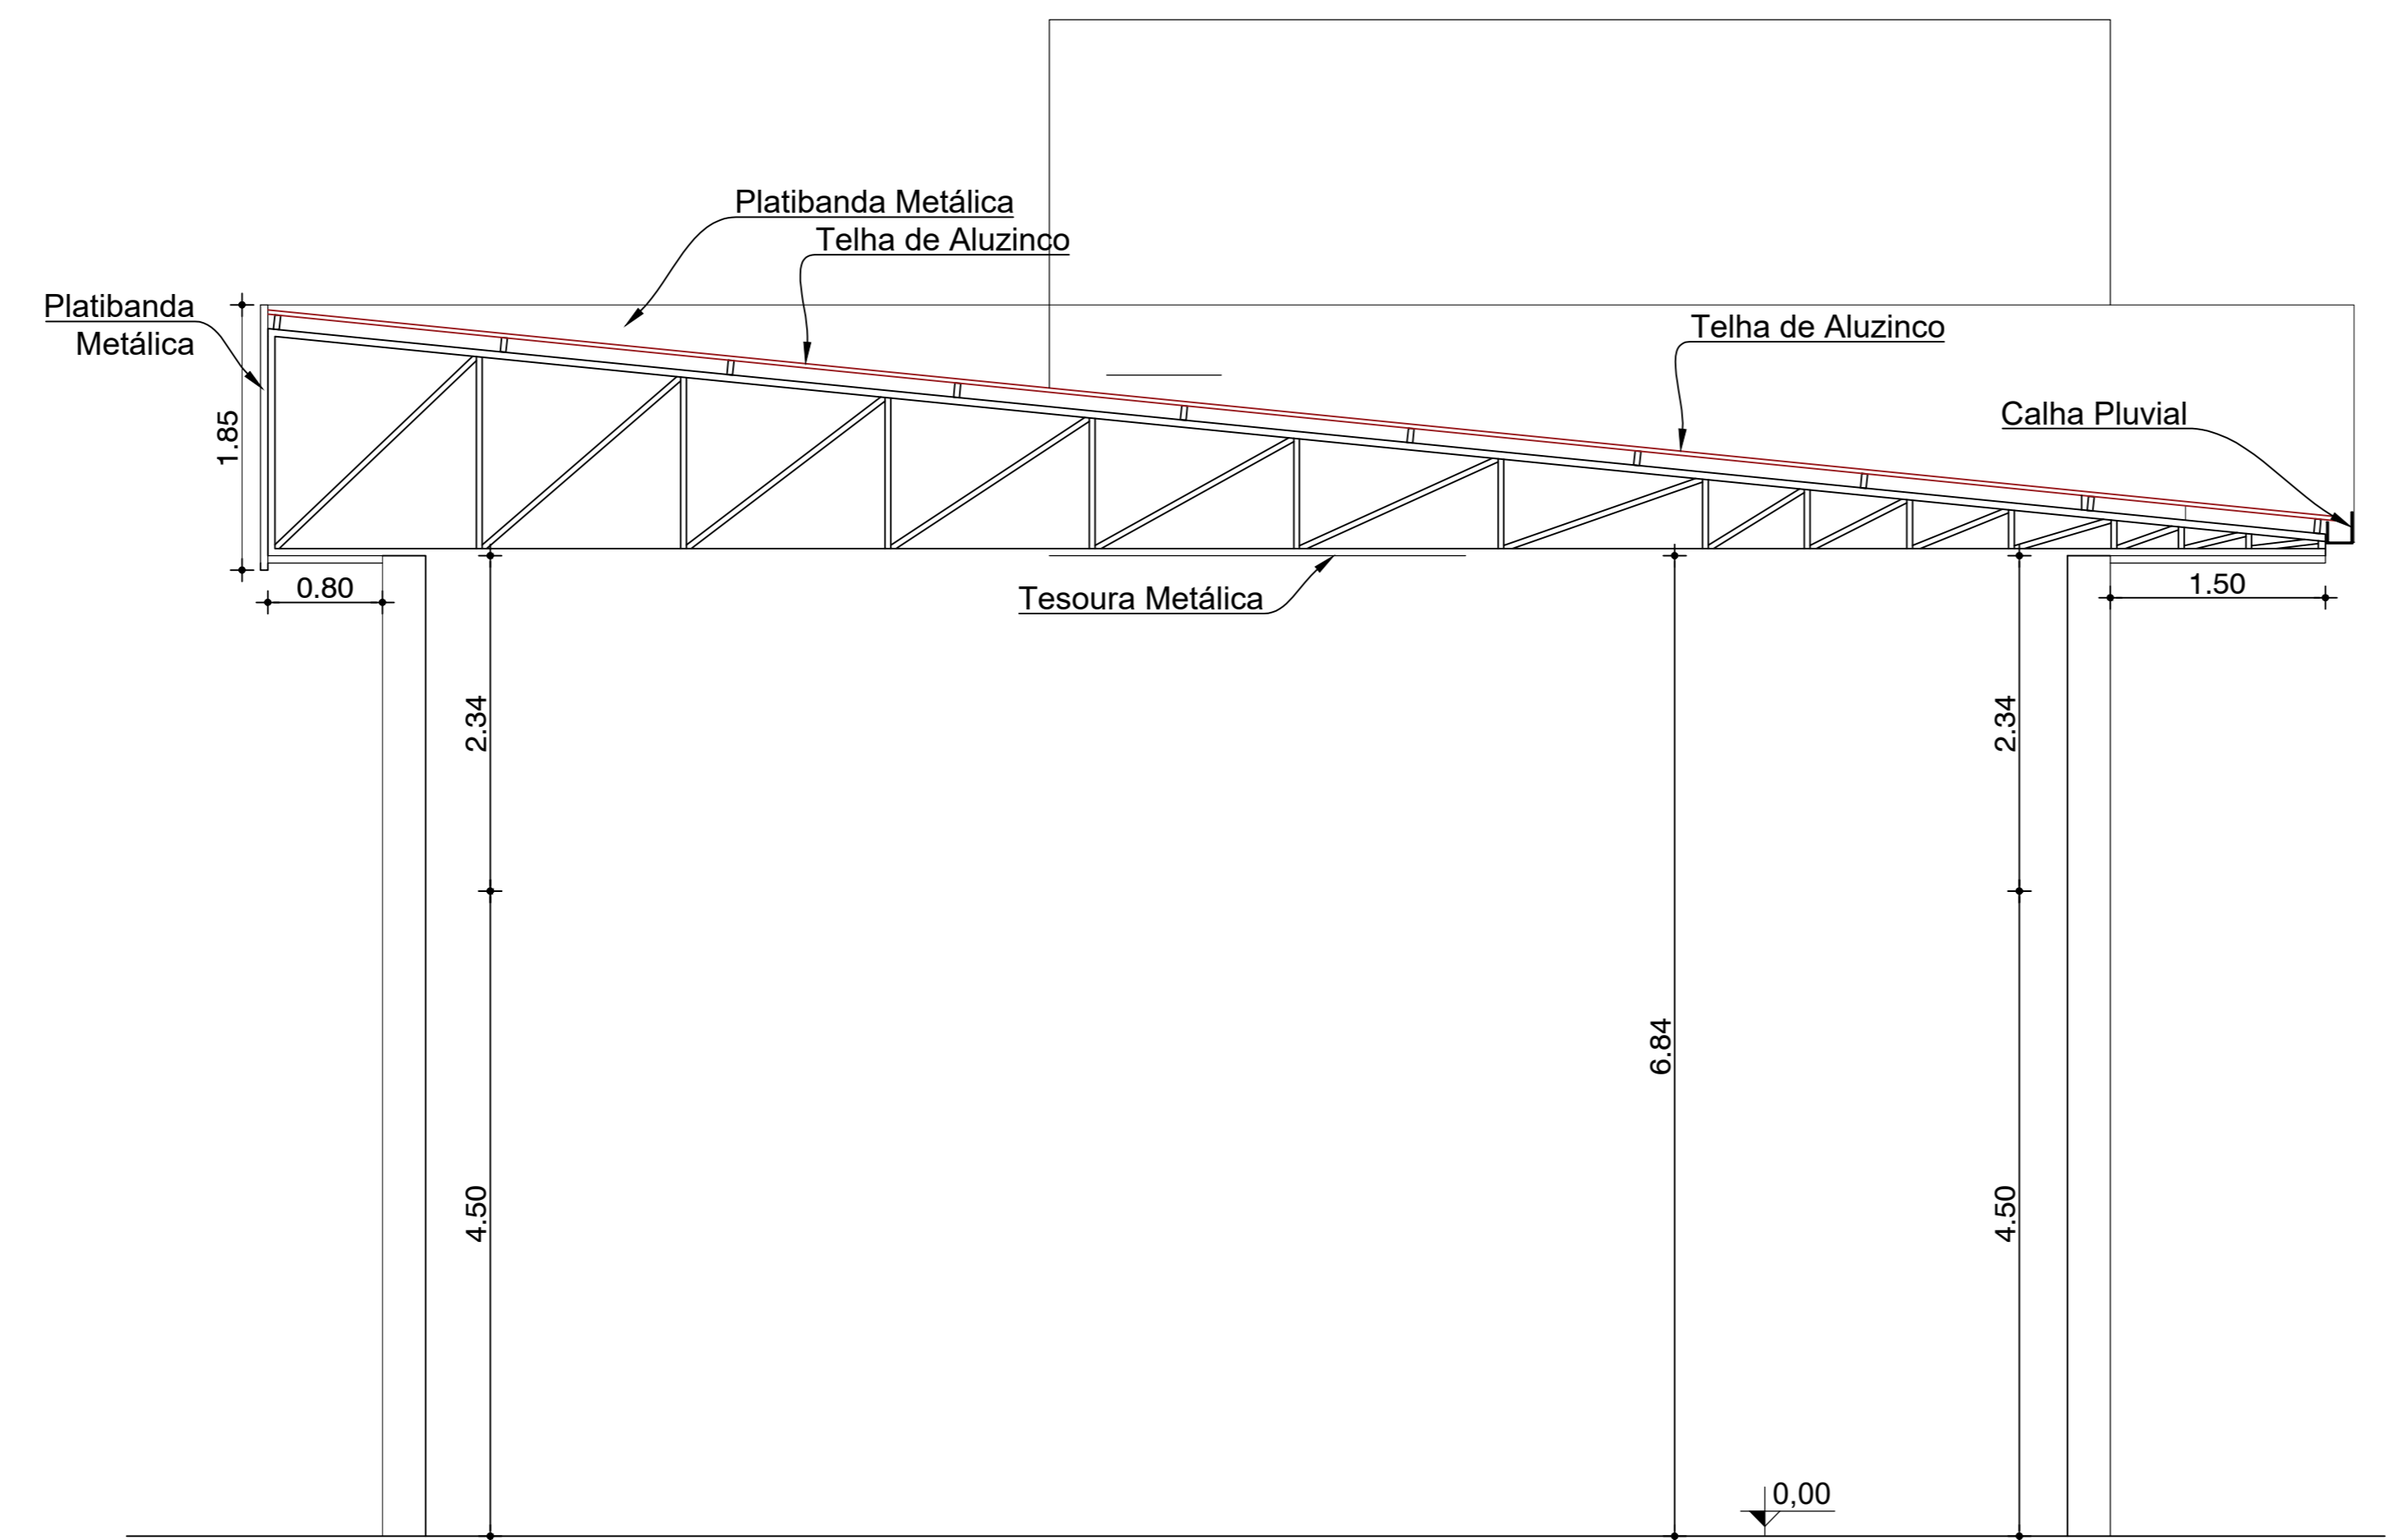 Platibanda Metálica
Telha de Aluzinco
Platibanda
Metálica
Telha de Aluzinco
Calha Pluvial
1.85
0.80
1.50
Tesoura Metálica
2.34
2.34
6.84
4.50
4.50
0,00